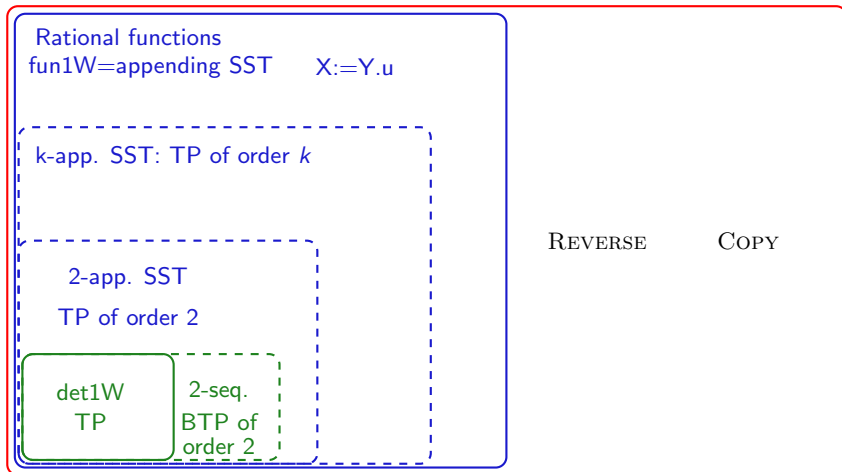 Rational functions
fun1W=appending SST X:=Y.u
k-app. SST: TP of order k
REVERSE COPY
2-app. SST
TP of order 2
det1W
TP
2-seq.
BTP of
order 2